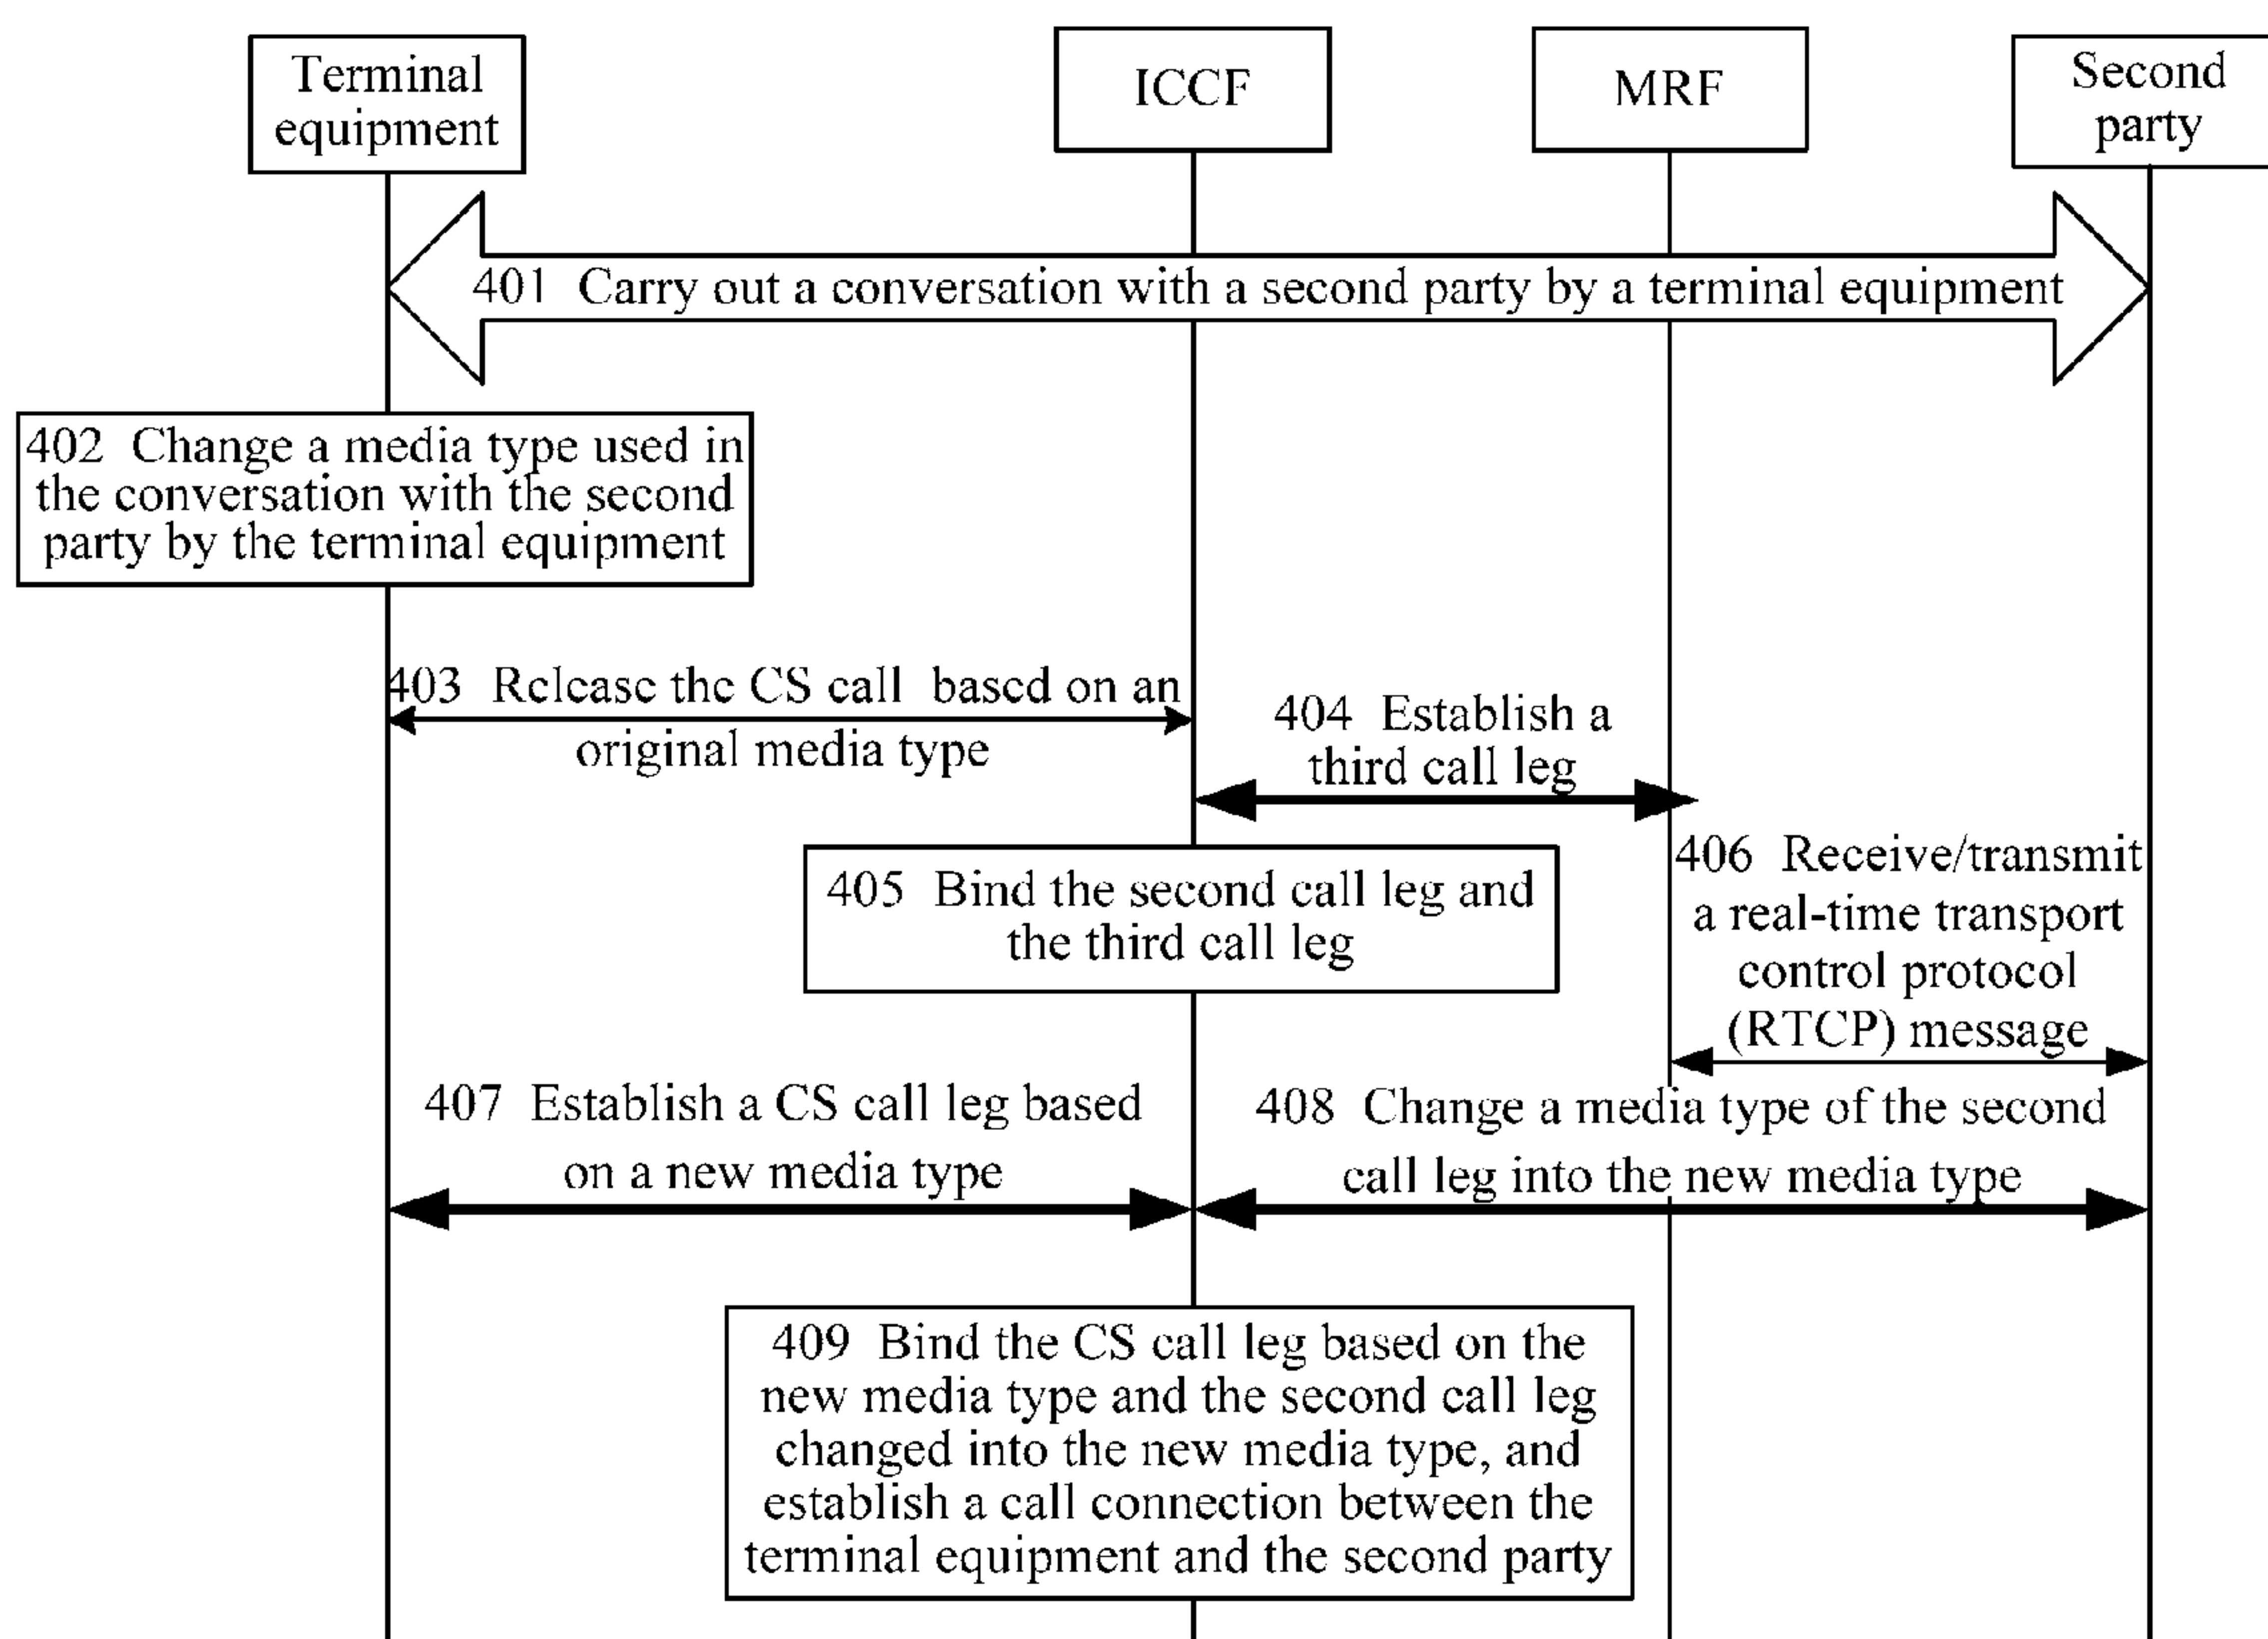 Terminal
equipment
ICCF
MRF
Second
party
401 Carry out a conversation with a second party by a terminal equipment
402 Change a media type used in
the conversation with the second
party by the terminal equipment
403 Release the CS call based on an
original media type
404 Establish a
third call leg
405 Bind the second call leg and
the third call leg
406 Receive/transmit
a real-time transport
control protocol
(RTCP) message
407 Establish a CS call leg based
on a new media type
408 Change a media type of the second
call leg into the new media type
409 Bind the CS call leg based on the
new media type and the second call leg
changed into the new media type, and
establish a call connection between the
terminal equipment and the second party